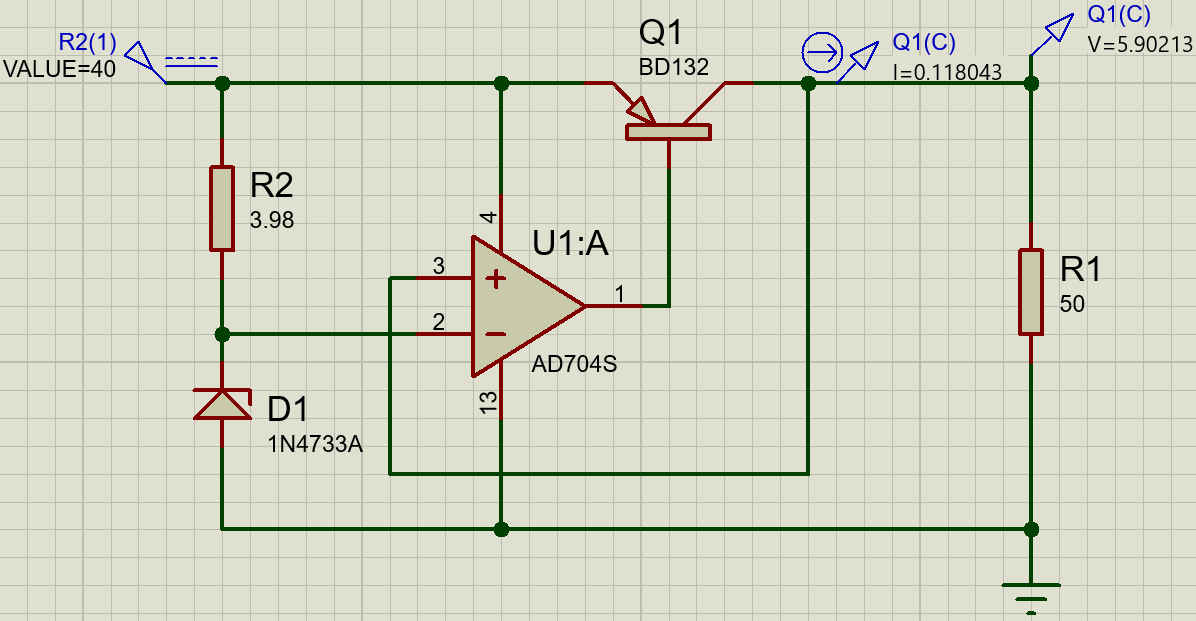 R2(1)
VALUE=40
Q1
BD132
Q1(C)
I=0.118043
Q1(C)
V=5.90213
R2
3.98
4
U1:A
3
+
1
2
AD704S
13
D1
1N4733A
R1
50